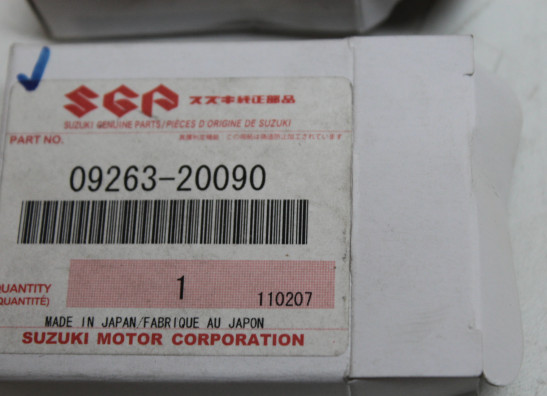 SGP スズキ純正部品
SUZUKI GENUINE PARTS/PIÈCES D'ORIGINE DE SUZUKI
PART NO.
09263-20090
QUANTITY
(QUANTITÉ)
1
110207
MADE IN JAPAN/FABRIQUE AU JAPON
SUZUKI MOTOR CORPORATION